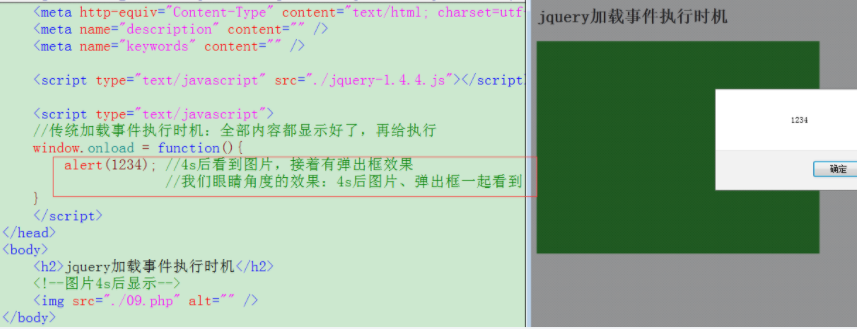 <meta http-equiv="Content-Type" content="text/html; charset=utf-
<meta name="description" content="" />
<meta name="keywords" content="" />
<script type="text/javascript" src="./jquery-1.4.4.js"></script
<script type="text/javascript">
//传统加载事件执行时机：全部内容都显示好了，再给执行
window.onload = function(){
alert(1234); //4s后看到图片，接着有弹出框效果
//我们眼睛角度的效果：4s后图片、弹出框一起看到
}
</script>
</head>
<body>
<h2>jquery加载事件执行时机</h2>
<!--图片4s后显示-->
<img src="./09.php" alt="" />
</body>
jquery加载事件执行时机
1234
确定